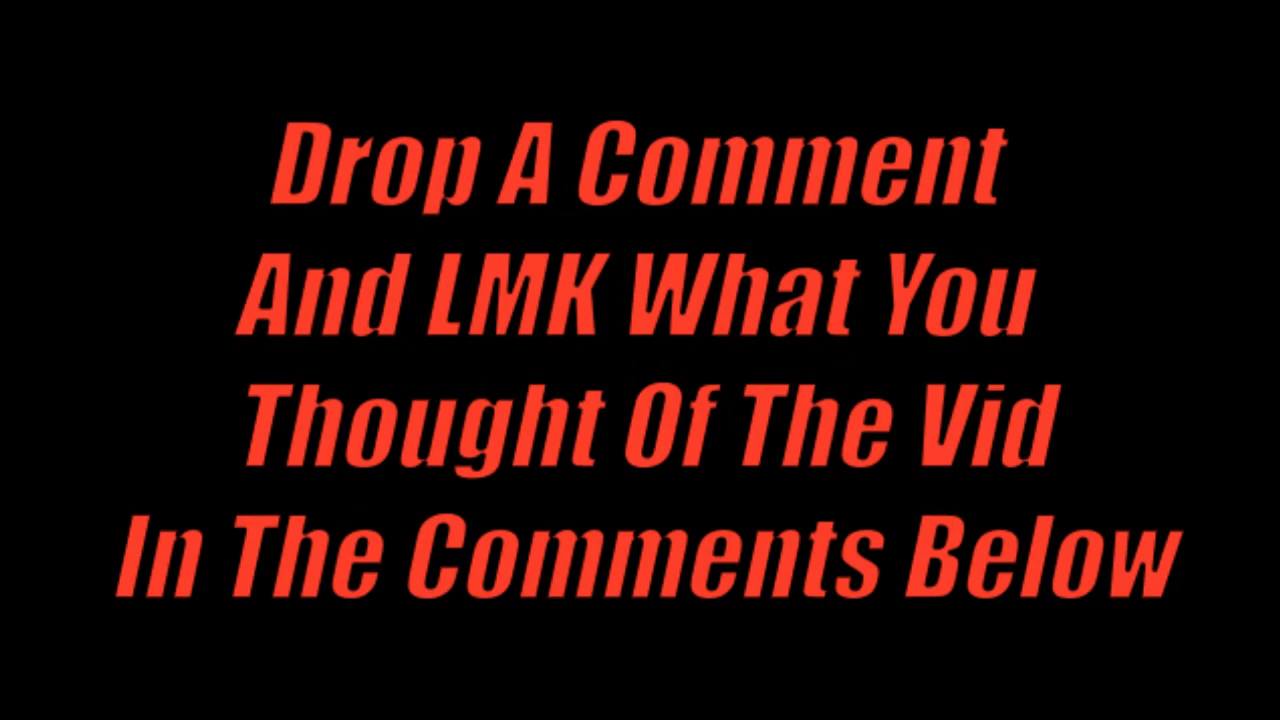 Drop A Comment
And LMK What You
Thought Of The Vid
In The Comments Below